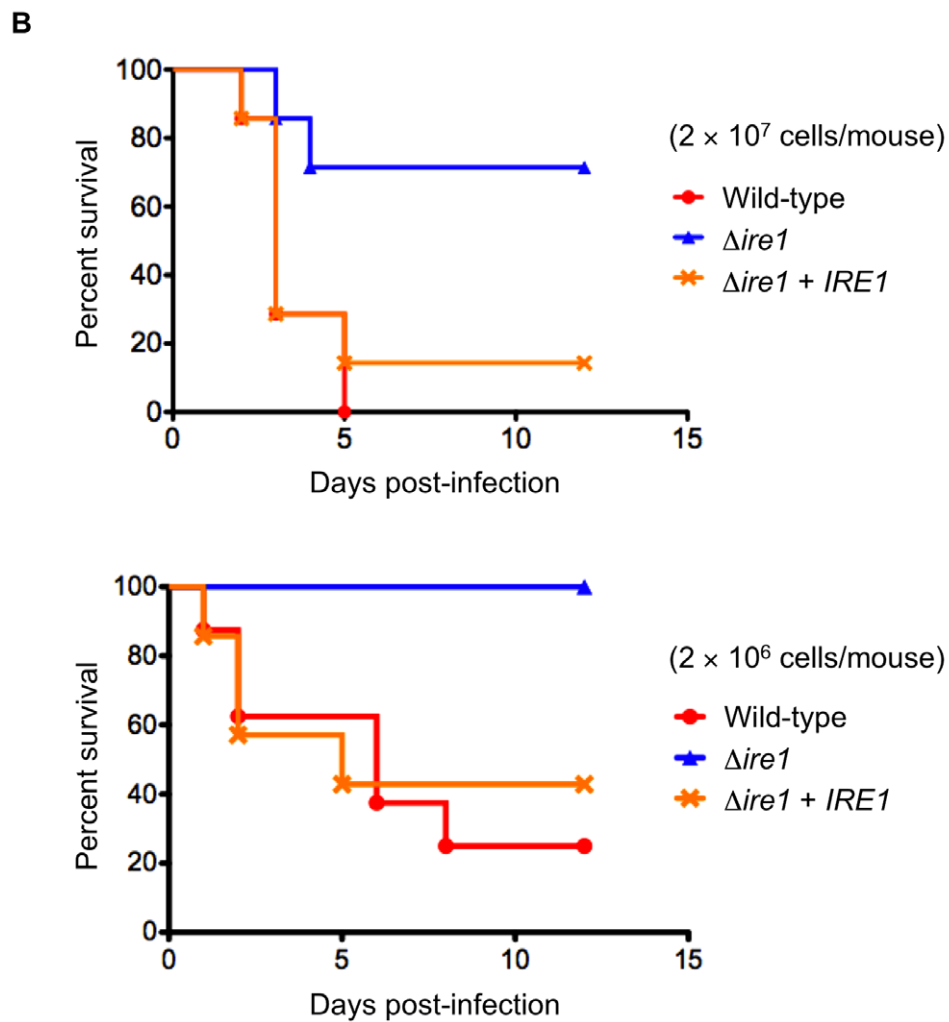 B
100
80
60
40
20
0
0 5 10 15
Percent survival
Days post-infection
(2 × 10⁷ cells/mouse)
Wild-type
Δire1
Δire1 + IRE1
100
80
60
40
20
0
0 5 10 15
Percent survival
Days post-infection
(2 × 10⁶ cells/mouse)
Wild-type
Δire1
Δire1 + IRE1